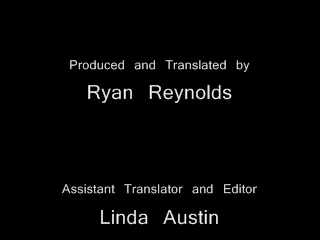 Produced and Translated by
Ryan Reynolds
Assistant Translator and Editor
Linda Austin